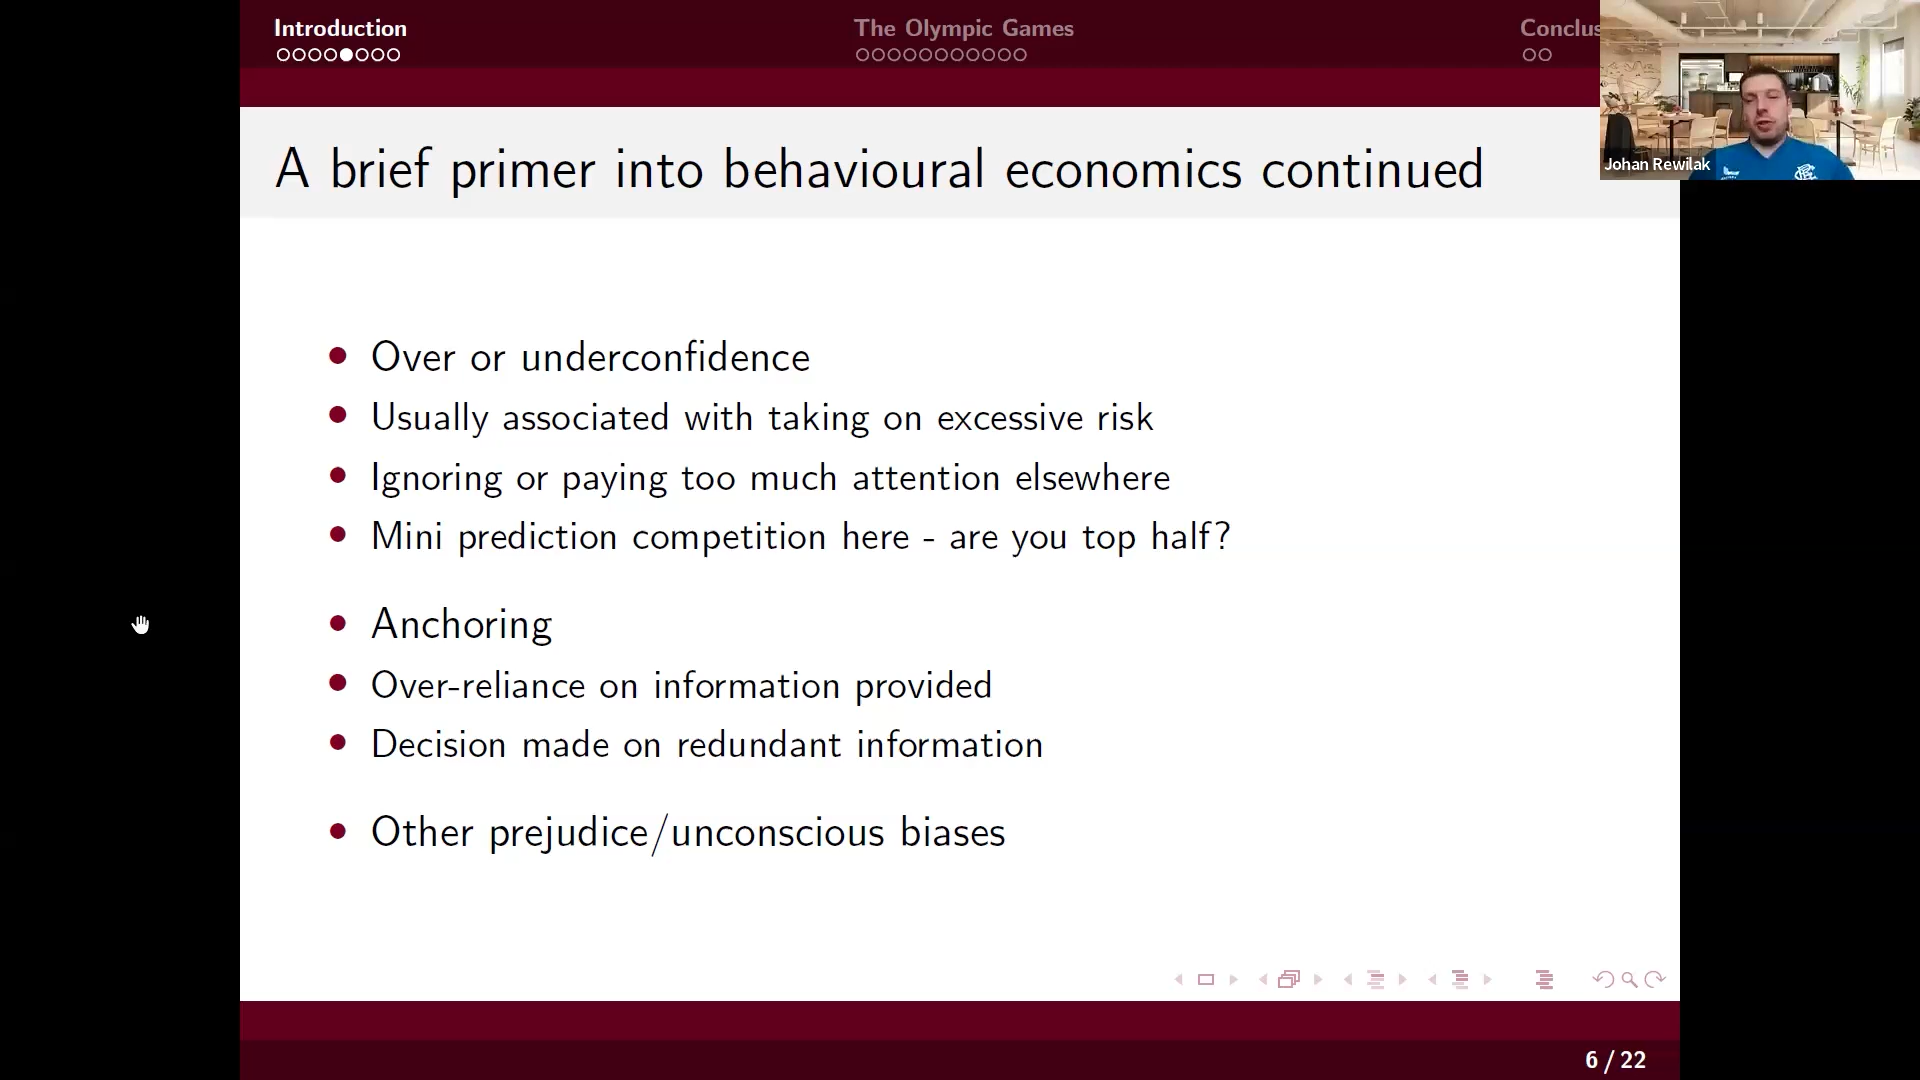 Introduction
The Olympic Games
Conclus
Johan Rewilak
A brief primer into behavioural economics continued
Over or underconfidence
Usually associated with taking on excessive risk
Ignoring or paying too much attention elsewhere
Mini prediction competition here - are you top half?
Anchoring
Over-reliance on information provided
Decision made on redundant information
Other prejudice/unconscious biases
6 / 22